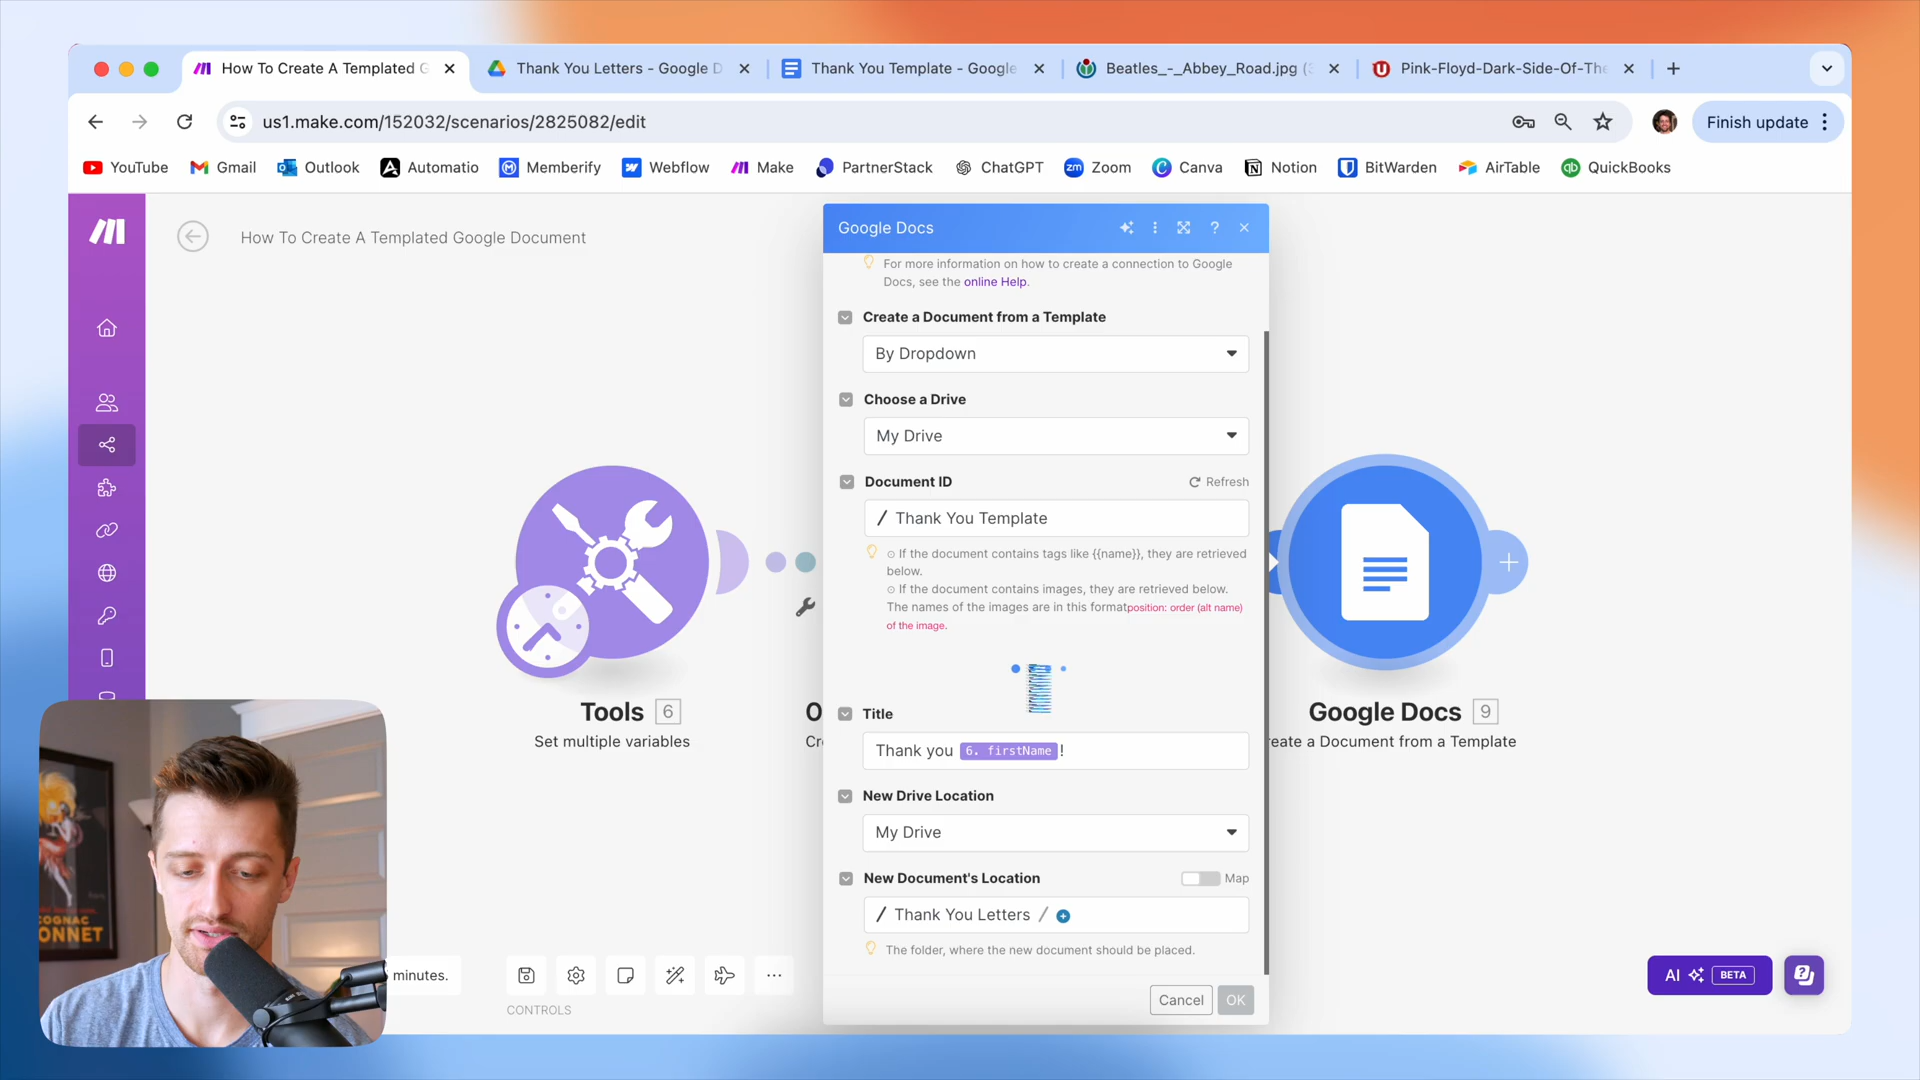 How To Create A Templated G
Thank You Letters - Google D
Thank You Template - Google
Beatles_-_Abbey_Road.jpg (
Pink-Floyd-Dark-Side-Of-The
us1.make.com/152032/scenarios/2825082/edit
Finish update
YouTube
Gmail
Outlook
Automatio
Memberify
Webflow
Make
PartnerStack
ChatGPT
Zoom
Canva
Notion
BitWarden
AirTable
QuickBooks
How To Create A Templated Google Document
Google Docs
For more information on how to create a connection to Google
Docs, see the online Help.
Create a Document from a Template
By Dropdown
Choose a Drive
My Drive
Document ID
Refresh
/ Thank You Template
⊙ If the document contains tags like {{name}}, they are retrieved
below.
⊙ If the document contains images, they are retrieved below.
The names of the images are in this formatposition: order (alt name)
of the image.
Title
Thank you 6. firstName !
New Drive Location
My Drive
New Document's Location
Map
/ Thank You Letters /
The folder, where the new document should be placed.
Cancel
OK
Tools 6
Set multiple variables
O
Cr
Google Docs 9
reate a Document from a Template
minutes.
CONTROLS
AI BETA
COGNAC
ONNET